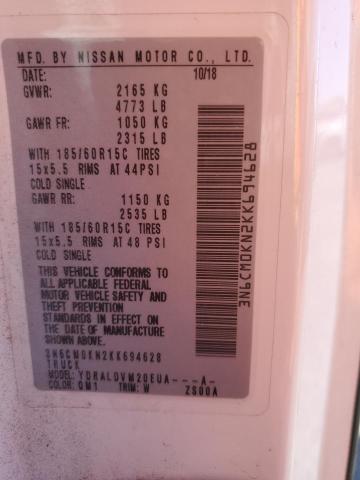 MFD. BY NISSAN MOTOR CO., LTD.
DATE: 10/18
GVWR: 2165 KG
4773 LB
GAWR FR: 1050 KG
2315 LB
WITH 185/60R15C TIRES
15x5.5 RIMS AT 44PSI
COLD SINGLE
GAWR RR: 1150 KG
2535 LB
WITH 185/60R15C TIRES
15x5.5 RIMS AT 48 PSI
COLD SINGLE
THIS VEHICLE CONFORMS TO
ALL APPLICABLE FEDERAL
MOTOR VEHICLE SAFETY AND
THEFT PREVENTION
STANDARDS IN EFFECT ON
THE DATE OF MANUFACTURE
SHOWN ABOVE.
3N6CM0KN2KK694628
TRUCK
MODEL: YDRALDVM20EUA---A-
COLOR: QM1 TRIM: W ZS00A
3N6CM0KN2KK694628